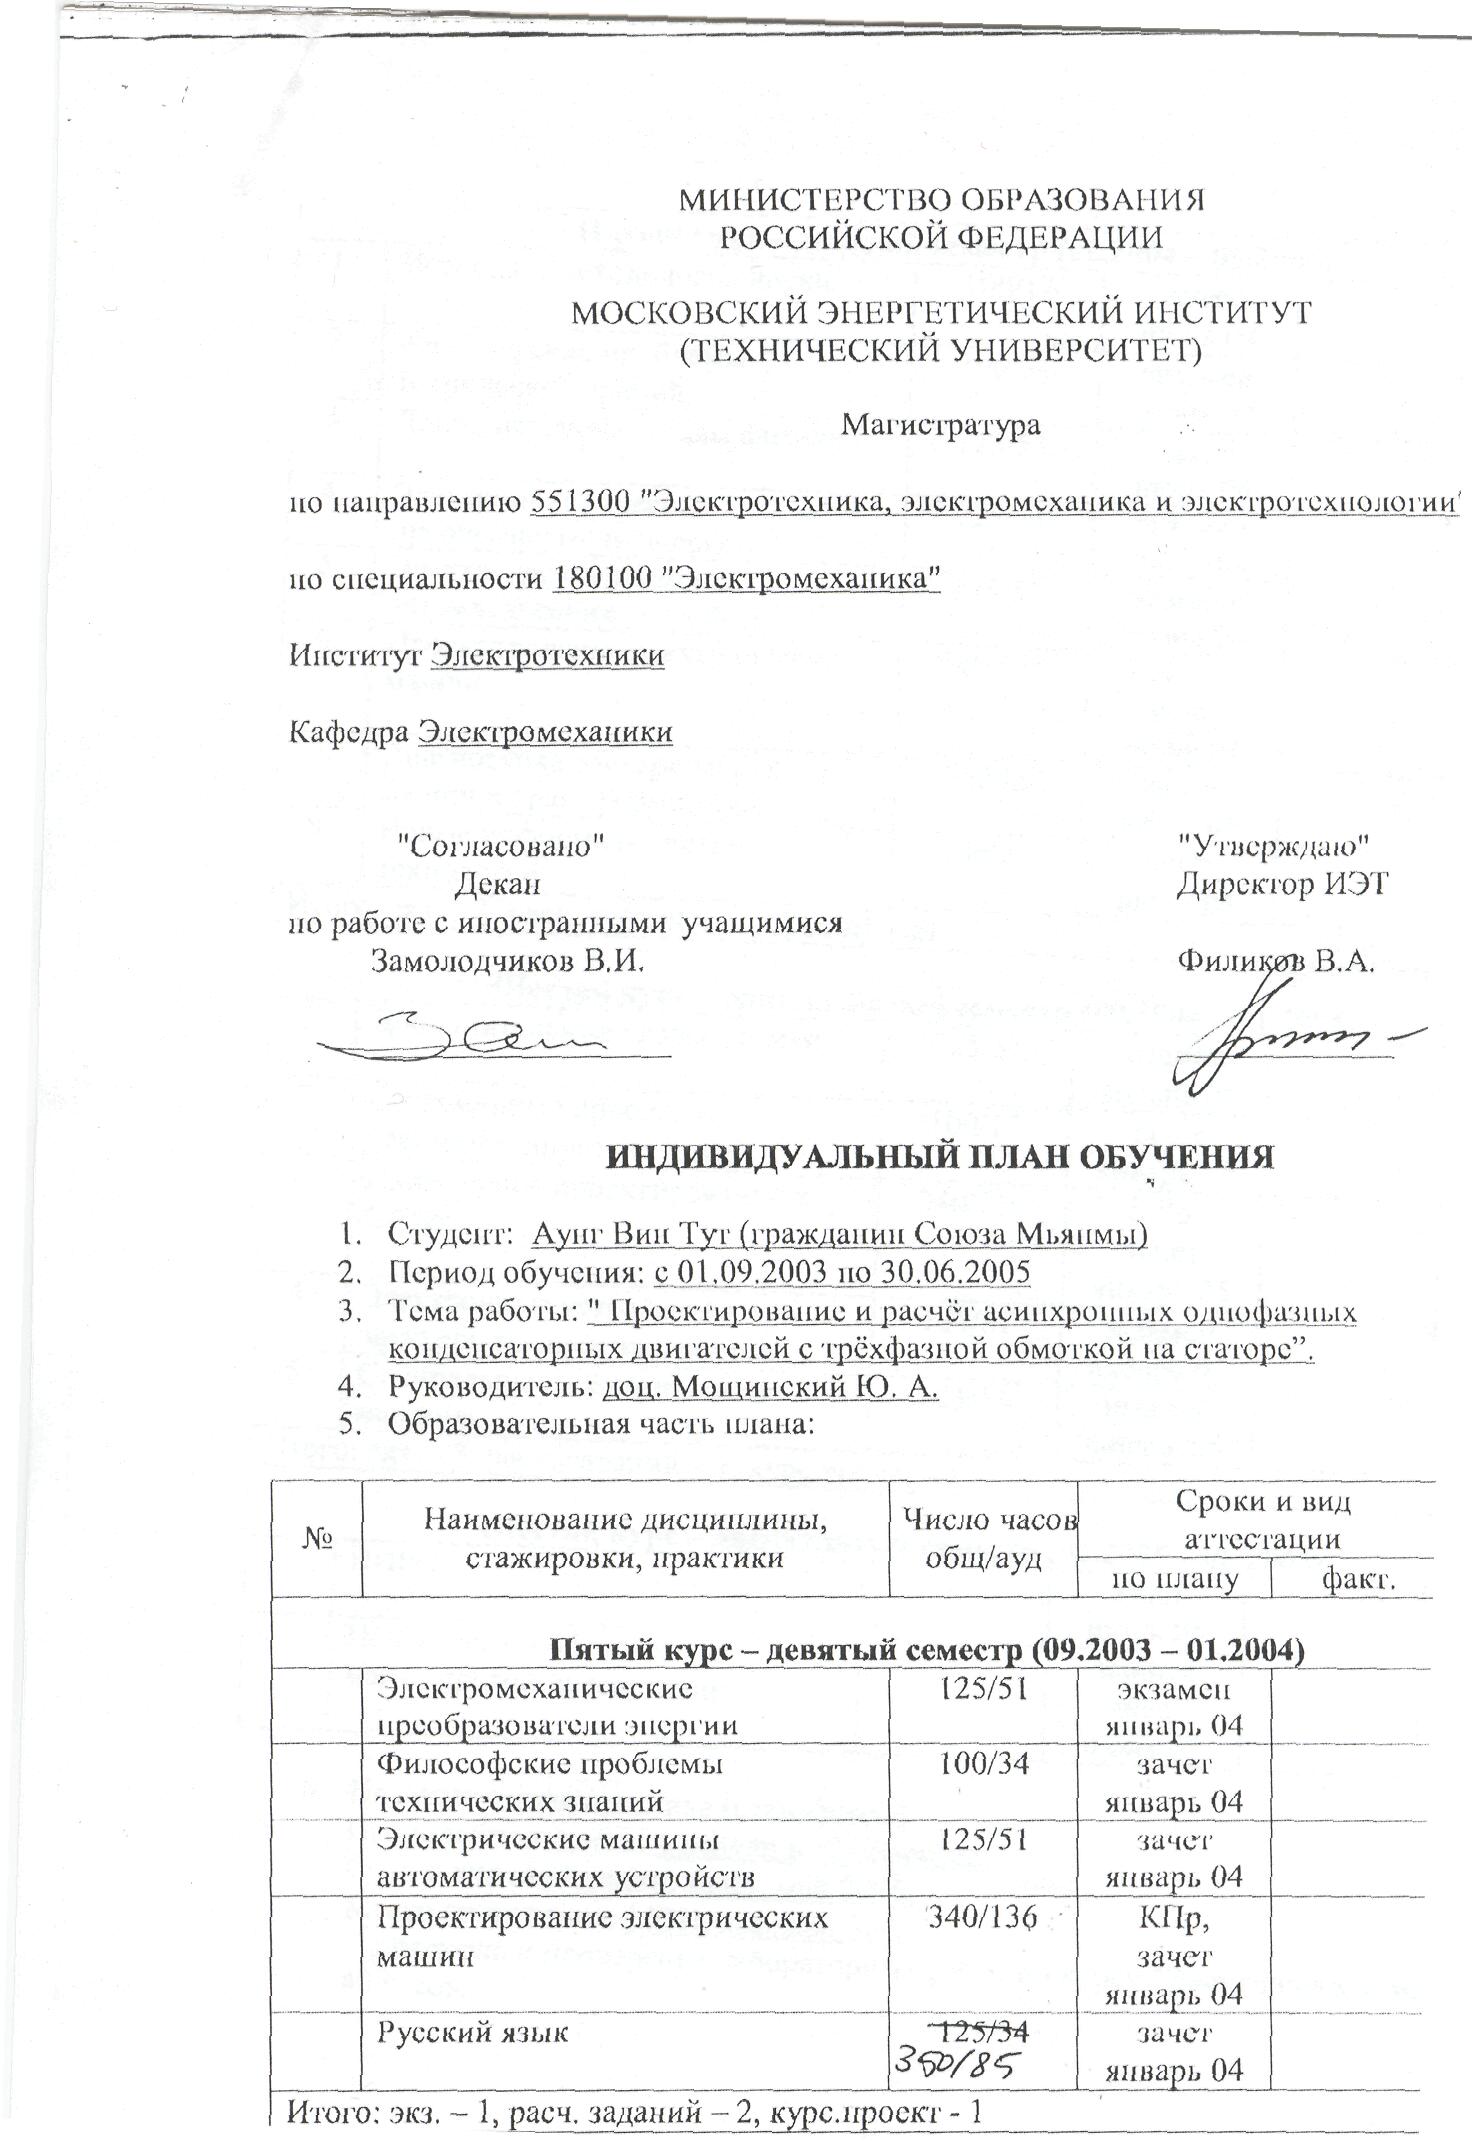 МИНИСТЕРСТВО ОБРАЗОВАНИЯ
РОССИЙСКОЙ ФЕДЕРАЦИИ
МОСКОВСКИЙ ЭНЕРГЕТИЧЕСКИЙ ИНСТИТУТ
(ТЕХНИЧЕСКИЙ УНИВЕРСИТЕТ)
Магистратура
по направлению 551300 "Электротехника, электромеханика и электротехнологии"
по специальности 180100 "Электромеханика"
Институт Электротехники
Кафедра Электромеханики
"Согласовано" "Утверждаю"
Декан Директор ИЭТ
по работе с иностранными учащимися
Замолодчиков В.И. Филиков В.А.
ИНДИВИДУАЛЬНЫЙ ПЛАН ОБУЧЕНИЯ
1. Студент: Аунг Вин Тут (гражданин Союза Мьянмы)
2. Период обучения: с 01.09.2003 по 30.06.2005
3. Тема работы: " Проектирование и расчёт асинхронных однофазных
конденсаторных двигателей с трёхфазной обмоткой на статоре”.
4. Руководитель: доц. Мощинский Ю. А.
5. Образовательная часть плана:
№ Наименование дисциплины, Число часов Сроки и вид
стажировки, практики общ/ауд аттестации
по плану факт.
Пятый курс – девятый семестр (09.2003 – 01.2004)
Электромеханические 125/51 экзамен
преобразователи энергии январь 04
Философские проблемы 100/34 зачет
технических знаний январь 04
Электрические машины 125/51 зачет
автоматических устройств январь 04
Проектирование электрических 340/136 КПр,
машин зачет
январь 04
Русский язык 125/34 зачет
350/85 январь 04
Итого: экз. – 1, расч. заданий – 2, курс.проект - 1